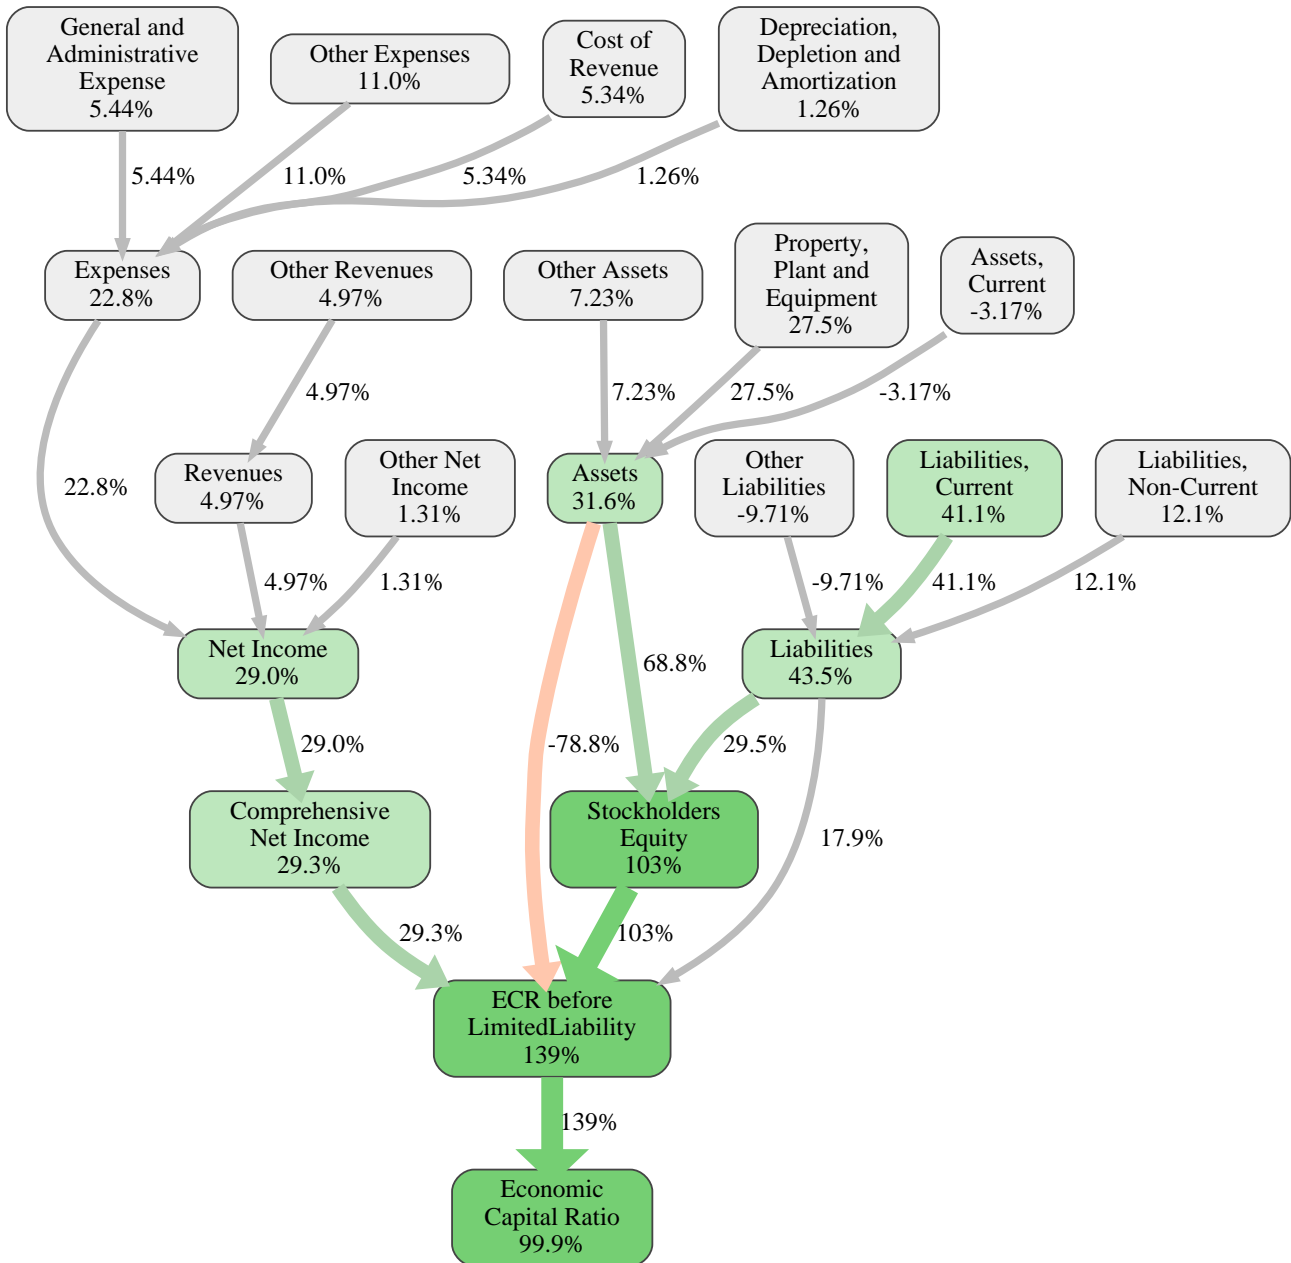 General and
Administrative
Expense
5.44%
Other Expenses
11.0%
Cost of
Revenue
5.34%
Depreciation,
Depletion and
Amortization
1.26%
5.44%
11.0%
5.34%
1.26%
Expenses
22.8%
Other Revenues
4.97%
Other Assets
7.23%
Property,
Plant and
Equipment
27.5%
Assets,
Current
-3.17%
4.97%
7.23%
27.5%
-3.17%
22.8%
Revenues
4.97%
Other Net
Income
1.31%
Assets
31.6%
Other
Liabilities
-9.71%
Liabilities,
Current
41.1%
Liabilities,
Non-Current
12.1%
4.97%
1.31%
-9.71%
41.1%
12.1%
Net Income
29.0%
68.8%
Liabilities
43.5%
29.0%
-78.8%
29.5%
Comprehensive
Net Income
29.3%
Stockholders
Equity
103%
17.9%
29.3%
103%
ECR before
LimitedLiability
139%
139%
Economic
Capital Ratio
99.9%